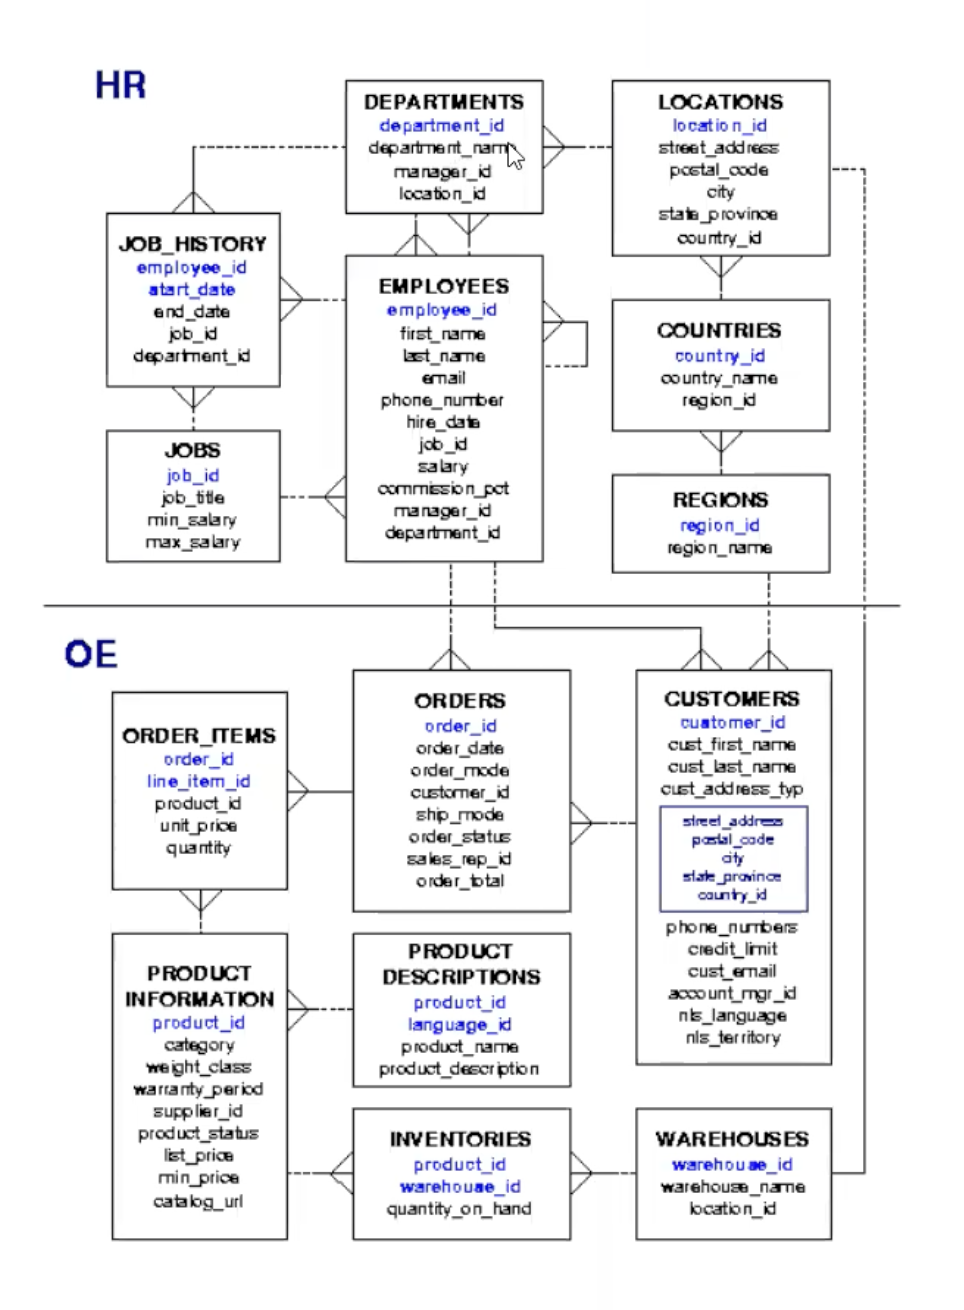 HR
DEPARTMENTS
department_id
department_name
manager_id
location_id
LOCATIONS
location_id
street_address
postal_code
city
state_province
country_id
JOB_HISTORY
employee_id
start_date
end_date
job_id
department_id
EMPLOYEES
employee_id
first_name
last_name
email
phone_number
hire_date
job_id
salary
commission_pct
manager_id
department_id
COUNTRIES
country_id
country_name
region_id
JOBS
job_id
job_title
min_salary
max_salary
REGIONS
region_id
region_name
OE
ORDER_ITEMS
order_id
line_item_id
product_id
unit_price
quantity
ORDERS
order_id
order_date
order_mode
customer_id
ship_mode
order_status
sales_rep_id
order_total
CUSTOMERS
customer_id
cust_first_name
cust_last_name
cust_address_typ
street_address
postal_code
city
state_province
country_id
phone_numbers
credit_limit
cust_email
account_mgr_id
nls_language
nls_territory
PRODUCT
INFORMATION
product_id
category
weight_class
warranty_period
supplier_id
product_status
list_price
min_price
catalog_url
PRODUCT
DESCRIPTIONS
product_id
language_id
product_name
product_description
INVENTORIES
product_id
warehouse_id
quantity_on_hand
WAREHOUSES
warehouse_id
warehouse_name
location_id